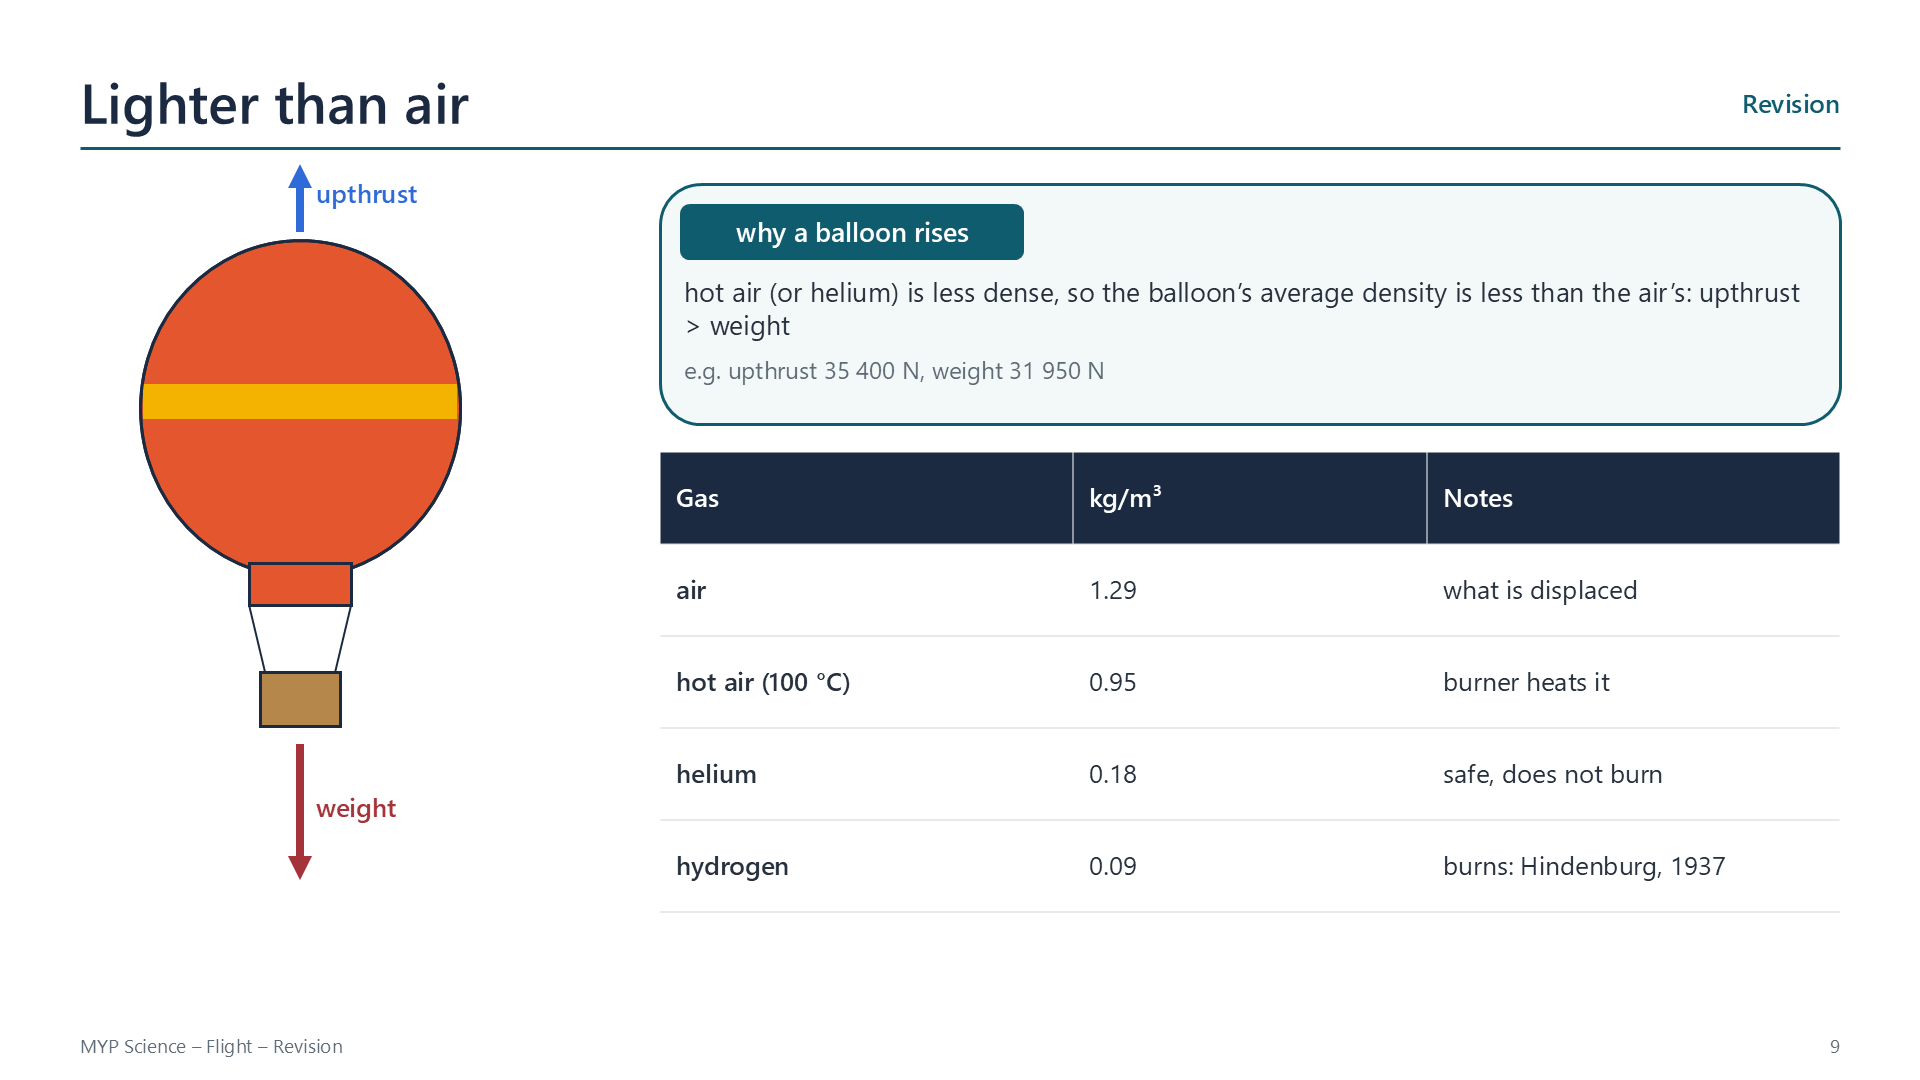 Lighter than air
Revision
upthrust
weight
why a balloon rises
hot air (or helium) is less dense, so the balloon’s average density is less than the air’s: upthrust
> weight
e.g. upthrust 35 400 N, weight 31 950 N
Gas kg/m³ Notes
air 1.29 what is displaced
hot air (100 °C) 0.95 burner heats it
helium 0.18 safe, does not burn
hydrogen 0.09 burns: Hindenburg, 1937
MYP Science – Flight – Revision
9